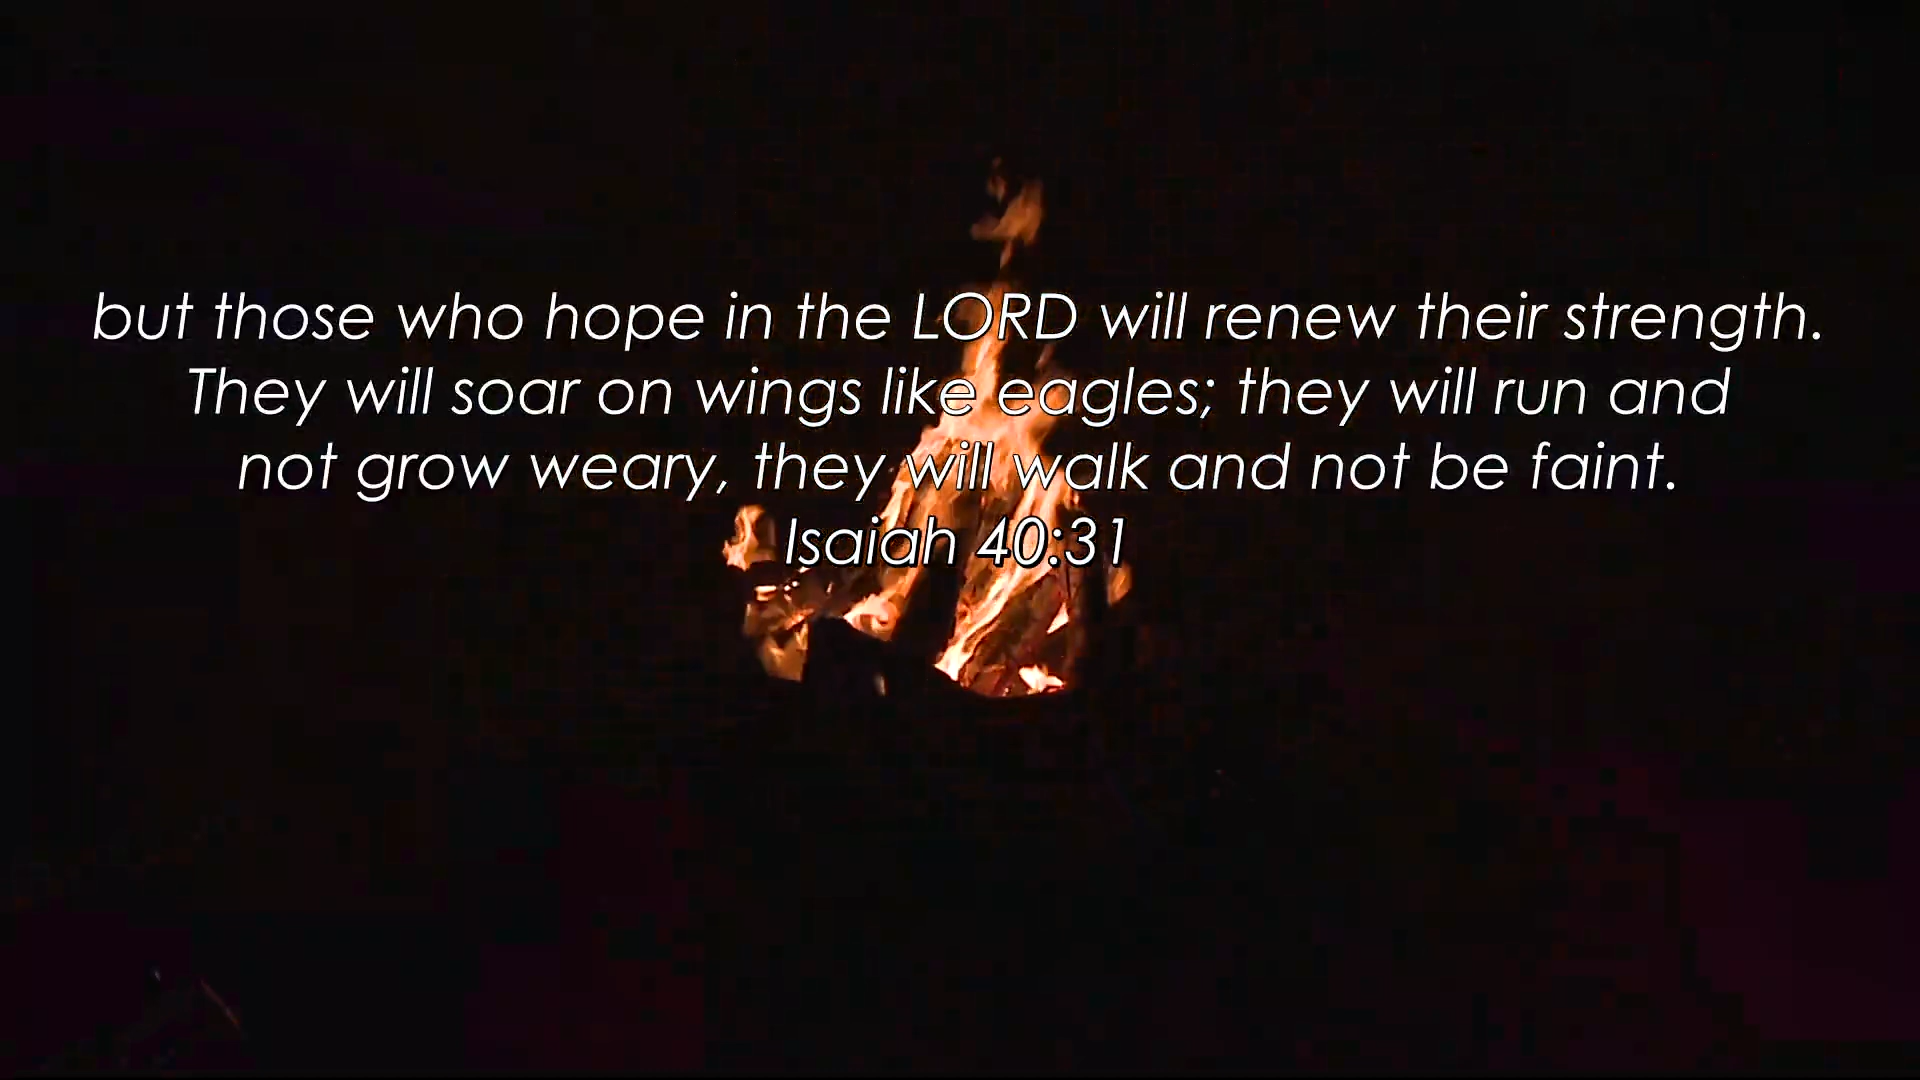 but those who hope in the LORD will renew their strength.
They will soar on wings like eagles; they will run and
not grow weary, they will walk and not be faint.
Isaiah 40:31